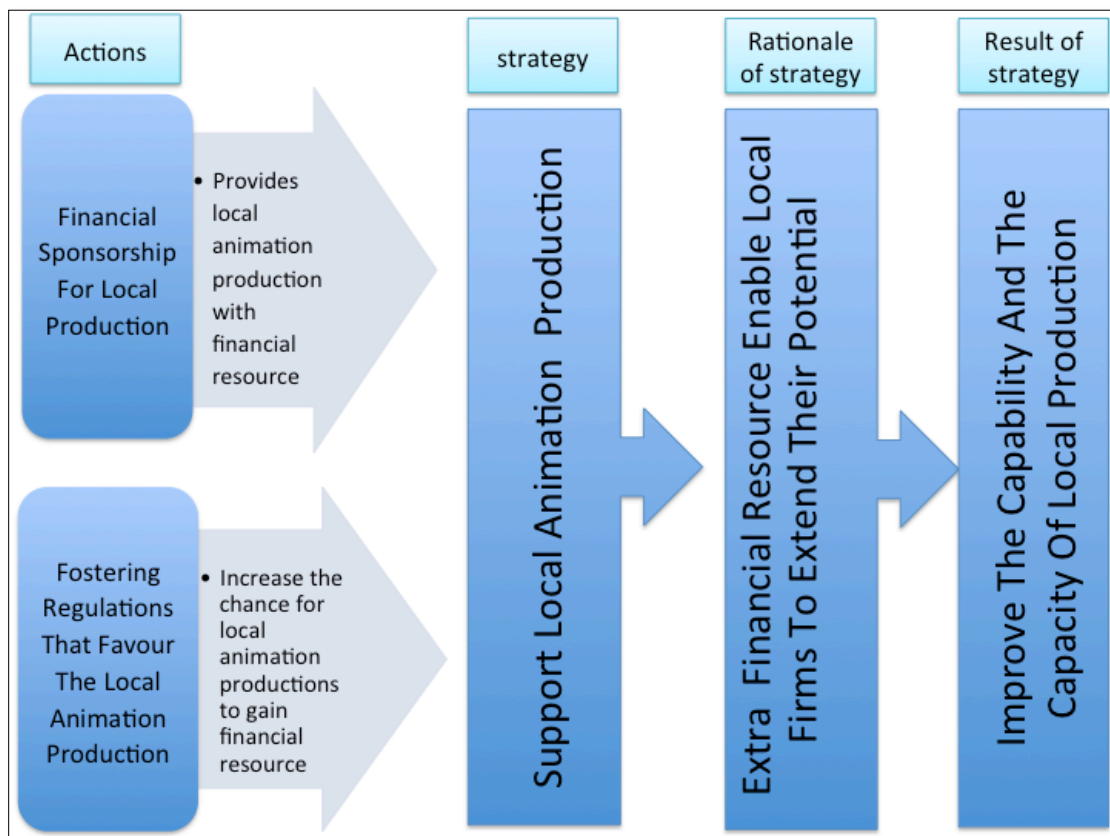 Actions
Financial
Sponsorship
For Local
Production
• Provides
local
animation
production
with
financial
resource
Fostering
Regulations
That Favour
The Local
Animation
Production
• Increase the
chance for
local
animation
productions
to gain
financial
resource
strategy
Support Local Animation Production
Rationale
of strategy
Extra Financial Resource Enable Local
Firms To Extend Their Potential
Result of
strategy
Improve The Capability And The
Capacity Of Local Production